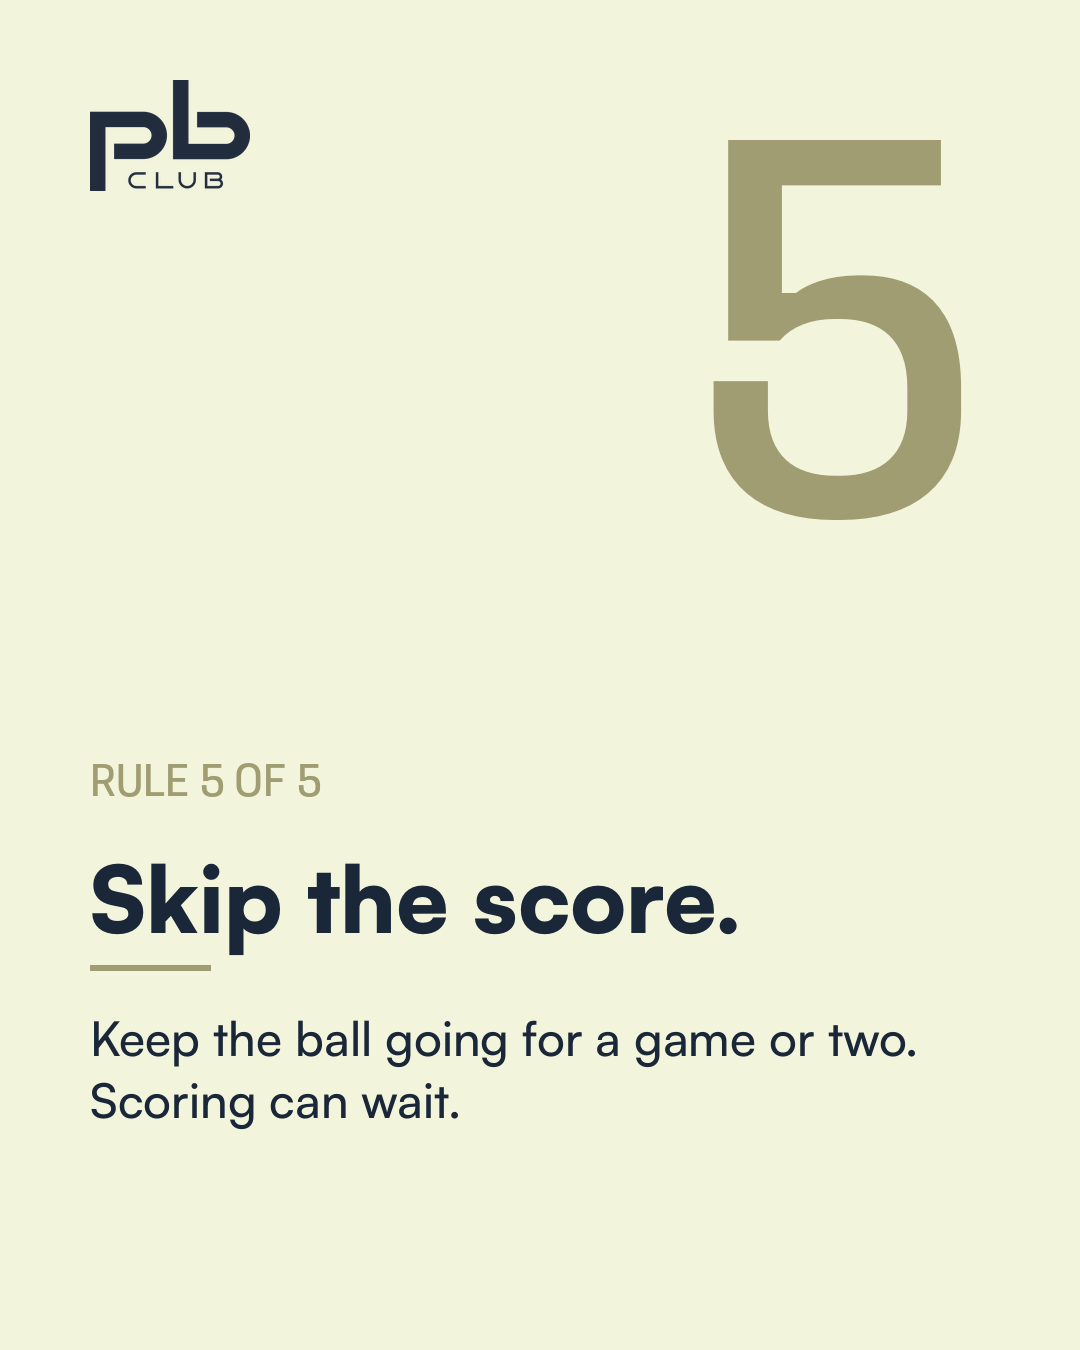 pb
CLUB
5
RULE 5 OF 5
Skip the score.
Keep the ball going for a game or two.
Scoring can wait.